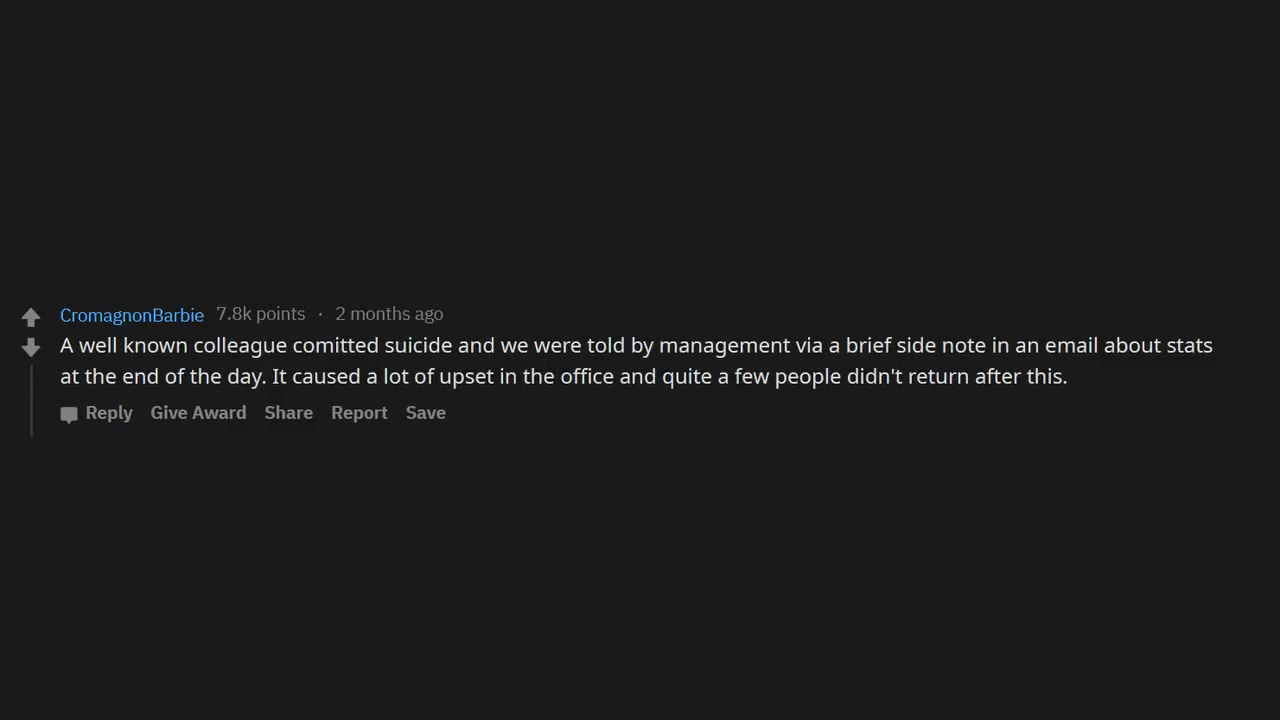 CromagnonBarbie 7.8k points · 2 months ago
A well known colleague comitted suicide and we were told by management via a brief side note in an email about stats
at the end of the day. It caused a lot of upset in the office and quite a few people didn't return after this.
Reply Give Award Share Report Save